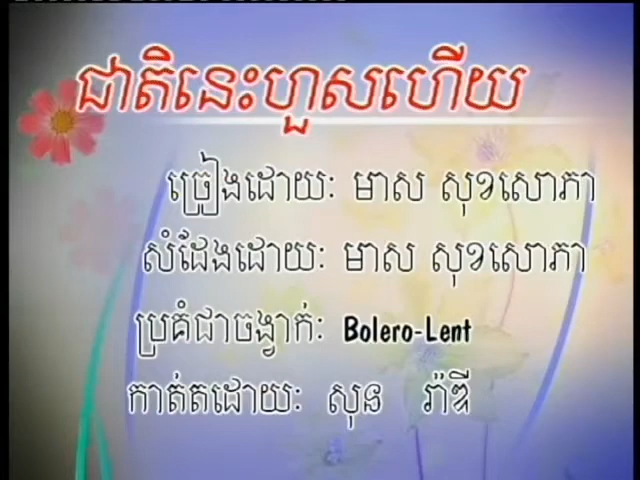 ជាតិនេះហួសហើយ
ច្រៀងដោយៈ មាស សុខសោភា
សំដែងដោយៈ មាស សុខសោភា
ប្រគំជាចង្វាក់ៈ Bolero-Lent
កាត់តដោយៈ សុន រ៉ាឌី